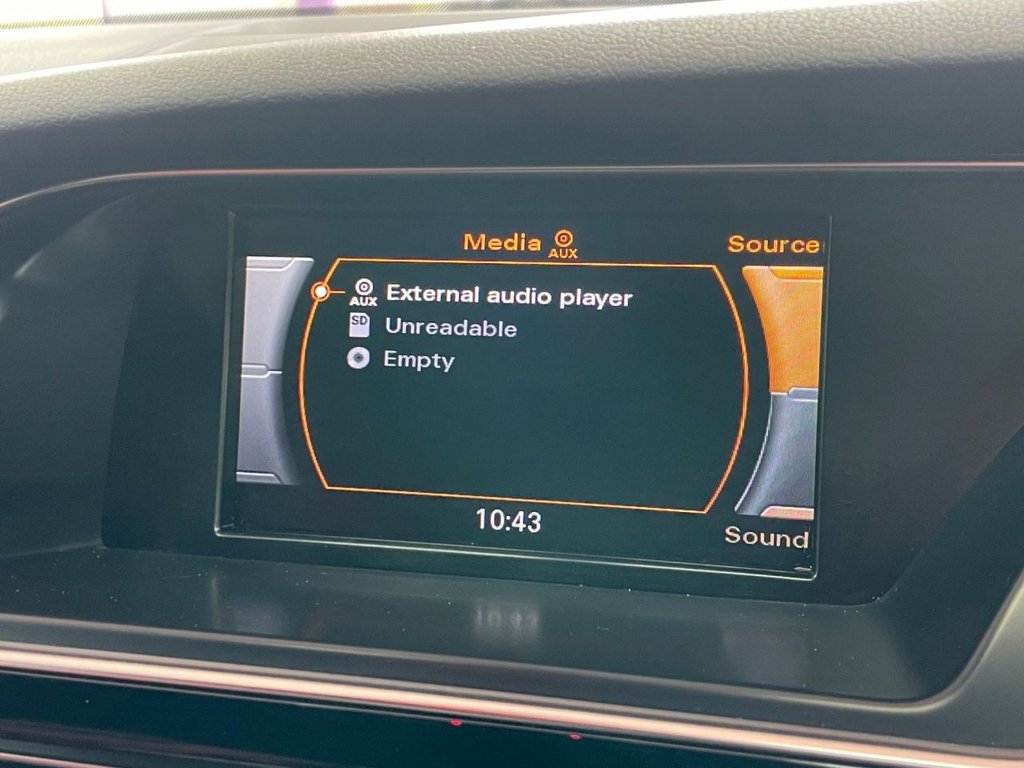 Media AUX
Source
AUX External audio player
SD Unreadable
Empty
10:43
Sound